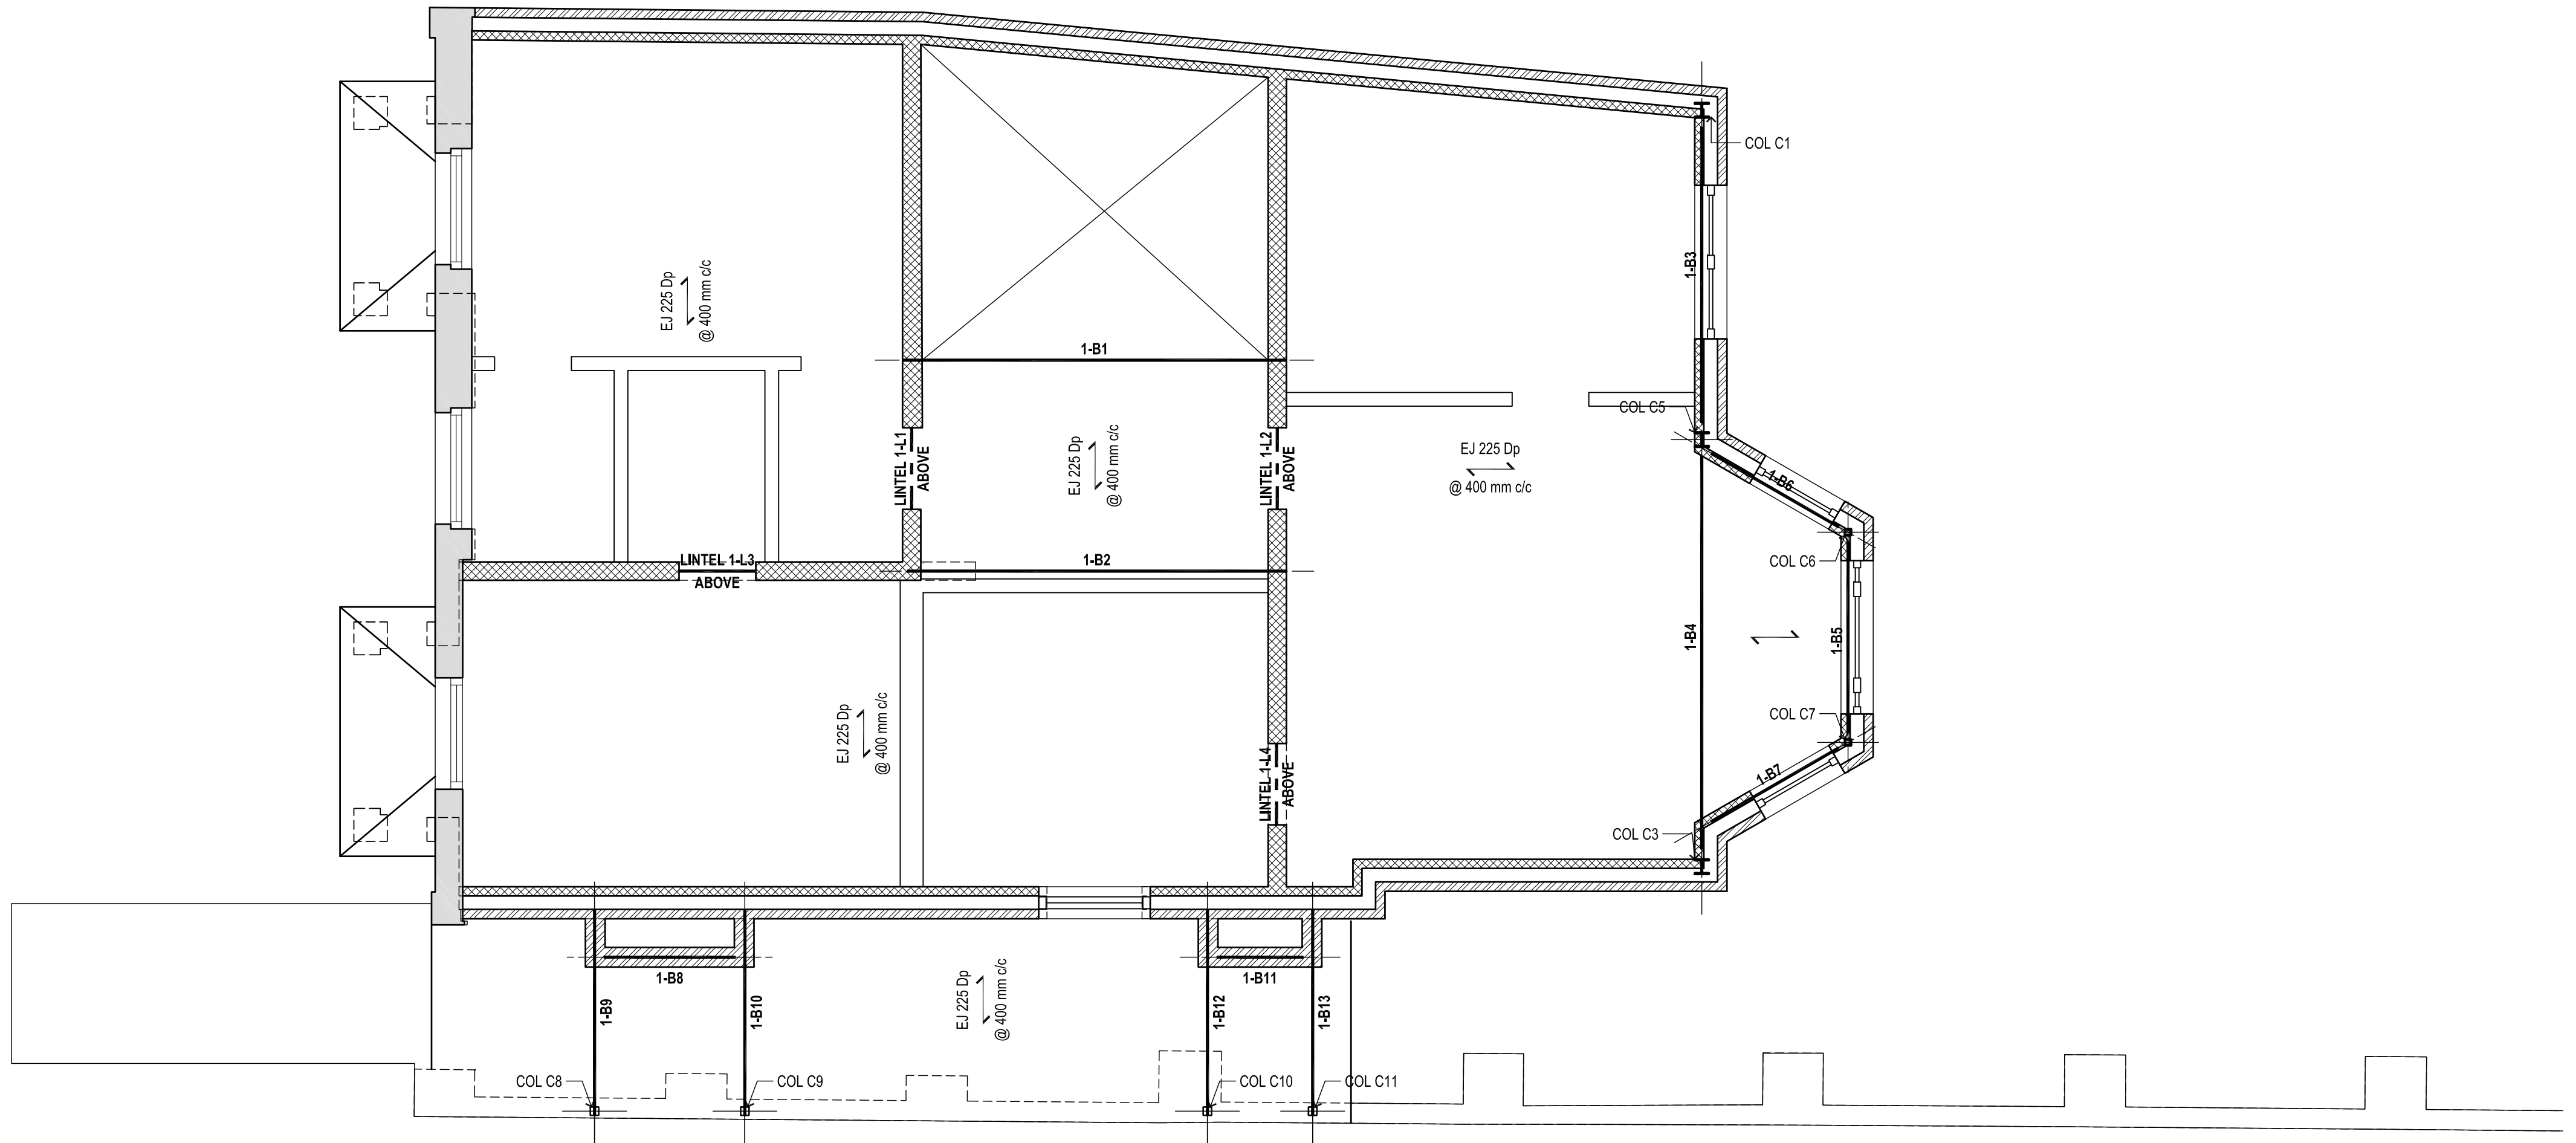 COL C1
EJ 225 Dp
@ 400 mm c/c
1-B3
1-B1
COL C5
LINTEL 1-L1
ABOVE
EJ 225 Dp
@ 400 mm c/c
LINTEL 1-L2
ABOVE
EJ 225 Dp
@ 400 mm c/c
1-B6
LINTEL 1-L3
ABOVE
1-B2
COL C6
1-B4
1-B5
EJ 225 Dp
@ 400 mm c/c
LINTEL 1-L4
ABOVE
COL C7
1-B7
COL C3
1-B8
1-B11
1-B9
1-B10
EJ 225 Dp
@ 400 mm c/c
1-B12
1-B13
COL C8
COL C9
COL C10
COL C11